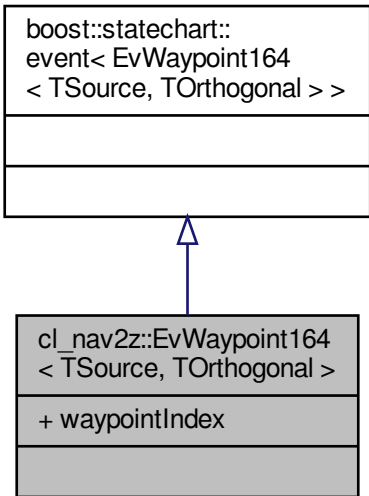 boost::statechart::
event< EvWaypoint164
< TSource, TOrthogonal > >
cl_nav2z::EvWaypoint164
< TSource, TOrthogonal >
+ waypointIndex